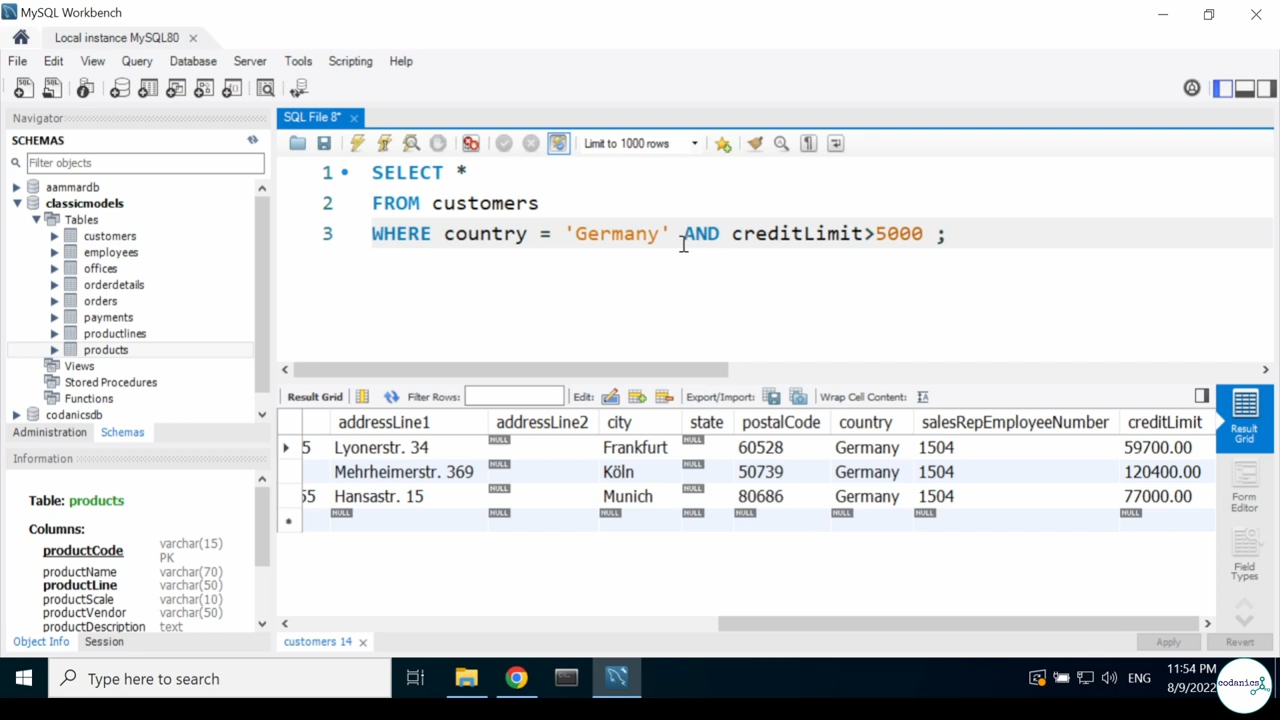 MySQL Workbench
Local instance MySQL80
File Edit View Query Database Server Tools Scripting Help
Navigator
SCHEMAS
Filter objects
aammardb
classicmodels
Tables
customers
employees
offices
orderdetails
orders
payments
productlines
products
Views
Stored Procedures
Functions
codanicsdb
Administration Schemas
Information
Table: products
Columns:
productCode varchar(15)
PK
productName varchar(70)
productLine varchar(50)
productScale varchar(10)
productVendor varchar(50)
productDescription text
Object Info Session
SQL File 8*
Limit to 1000 rows
1 SELECT *
2 FROM customers
3 WHERE country = 'Germany' AND creditLimit>5000 ;
Result Grid Filter Rows: Edit: Export/Import: Wrap Cell Content:
addressLine1 addressLine2 city state postalCode country salesRepEmployeeNumber creditLimit
5 Lyonerstr. 34 NULL Frankfurt NULL 60528 Germany 1504 59700.00
Mehrheimerstr. 369 NULL Köln NULL 50739 Germany 1504 120400.00
55 Hansastr. 15 NULL Munich NULL 80686 Germany 1504 77000.00
NULL NULL NULL NULL NULL NULL NULL NULL
Result
Grid
Form
Editor
Field
Types
customers 14
Apply Revert
Type here to search
ENG
11:54 PM
8/9/2022
codanics